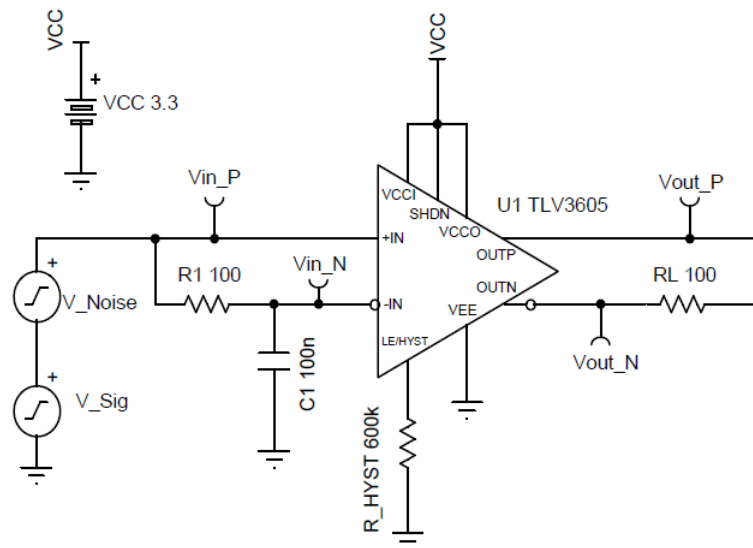 VCC
+
VCC 3.3
VCC
Vin_P
VCCI
SHDN
VCCO
U1 TLV3605
Vout_P
+IN
OUTP
+
V_Noise
R1 100
Vin_N
-IN
OUTN
RL 100
VEE
LE/HYST
Vout_N
+
V_Sig
C1 100n
R_HYST 600k